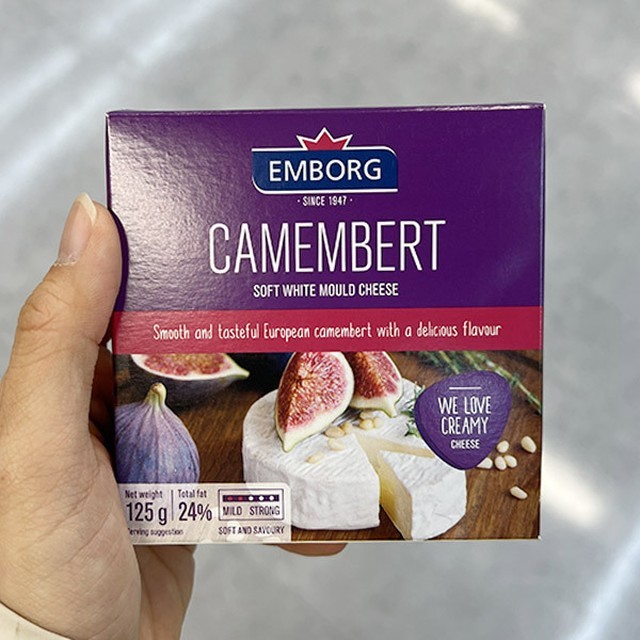 EMBORG
· SINCE 1947 ·
CAMEMBERT
SOFT WHITE MOULD CHEESE
Smooth and tasteful European camembert with a delicious flavour
WE LOVE
CREAMY
CHEESE
Net weight
125 g
Total fat
24%
MILD STRONG
SOFT AND SAVOURY
Serving suggestion